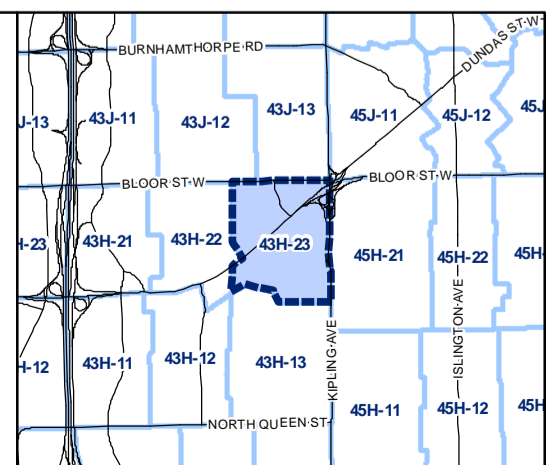 DUNDAS ST W
BURNHAMTHORPE RD
J-13
43J-11
43J-12
43J-13
45J-11
45J-12
45J
BLOOR ST W
BLOOR ST W
H-23
43H-21
43H-22
43H-23
45H-21
45H-22
45H
ISLINGTON AVE
KIPLING AVE
H-12
43H-11
43H-12
43H-13
45H-11
45H-12
45H
NORTH QUEEN ST